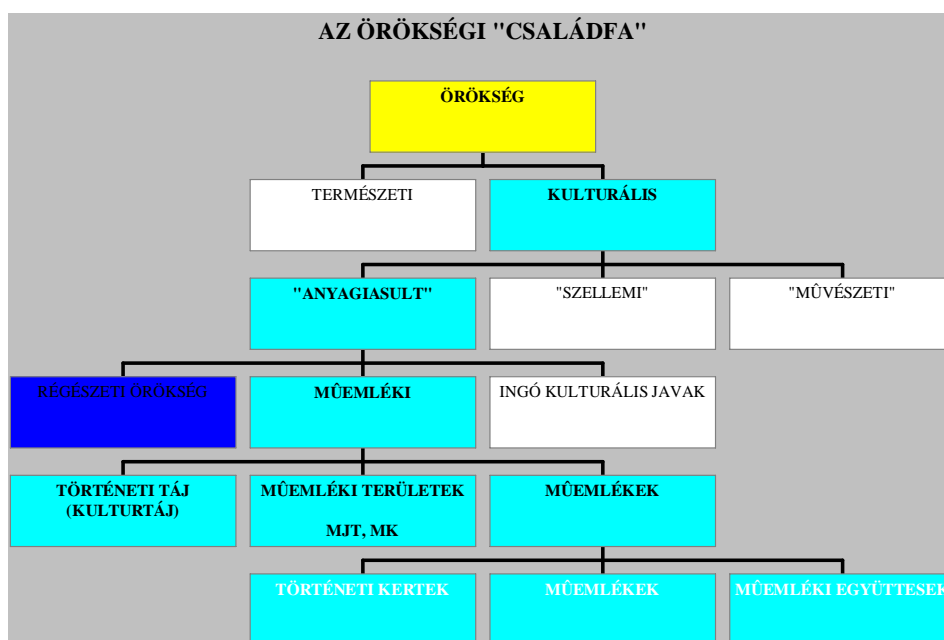 AZ ÖRÖKSÉGI "CSALÁDFA"
ÖRÖKSÉG
TERMÉSZETI
KULTURÁLIS
"ANYAGIASULT"
"SZELLEMI"
"MÛVÉSZETI"
RÉGÉSZETI ÖRÖKSÉG
MÛEMLÉKI
INGÓ KULTURÁLIS JAVAK
TÖRTÉNETI TÁJ
(KULTURTÁJ)
MÛEMLÉKI TERÜLETEK
MJT, MK
MÛEMLÉKEK
TÖRTÉNETI KERTEK
MÛEMLÉKEK
MÛEMLÉKI EGYÜTTESEK